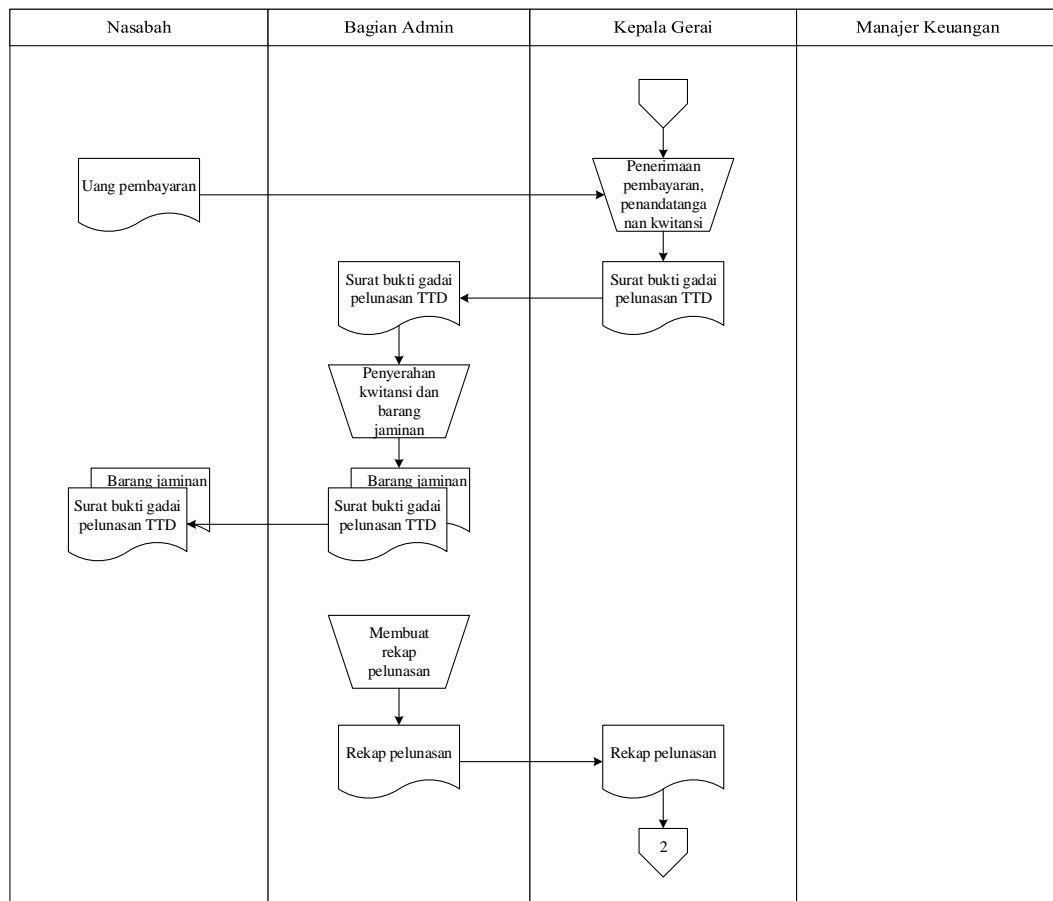 Nasabah
Bagian Admin
Kepala Gerai
Manajer Keuangan
Uang pembayaran
Penerimaan
pembayaran,
penandatanga
nan kwitansi
Surat bukti gadai
pelunasan TTD
Surat bukti gadai
pelunasan TTD
Penyerahan
kwitansi dan
barang
jaminan
Barang jaminan
Surat bukti gadai
pelunasan TTD
Barang jaminan
Surat bukti gadai
pelunasan TTD
Membuat
rekap
pelunasan
Rekap pelunasan
Rekap pelunasan
2